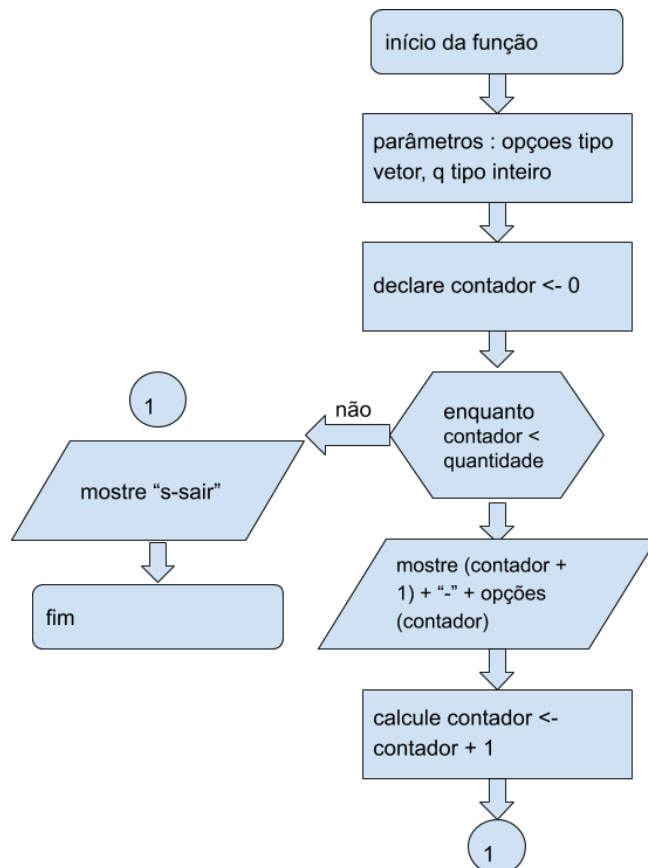 início da função
parâmetros : opçoes tipo
vetor, q tipo inteiro
declare contador <- 0
enquanto
contador <
quantidade
não
1
mostre “s-sair”
fim
mostre (contador +
1) + “-” + opções
(contador)
calcule contador <-
contador + 1
1